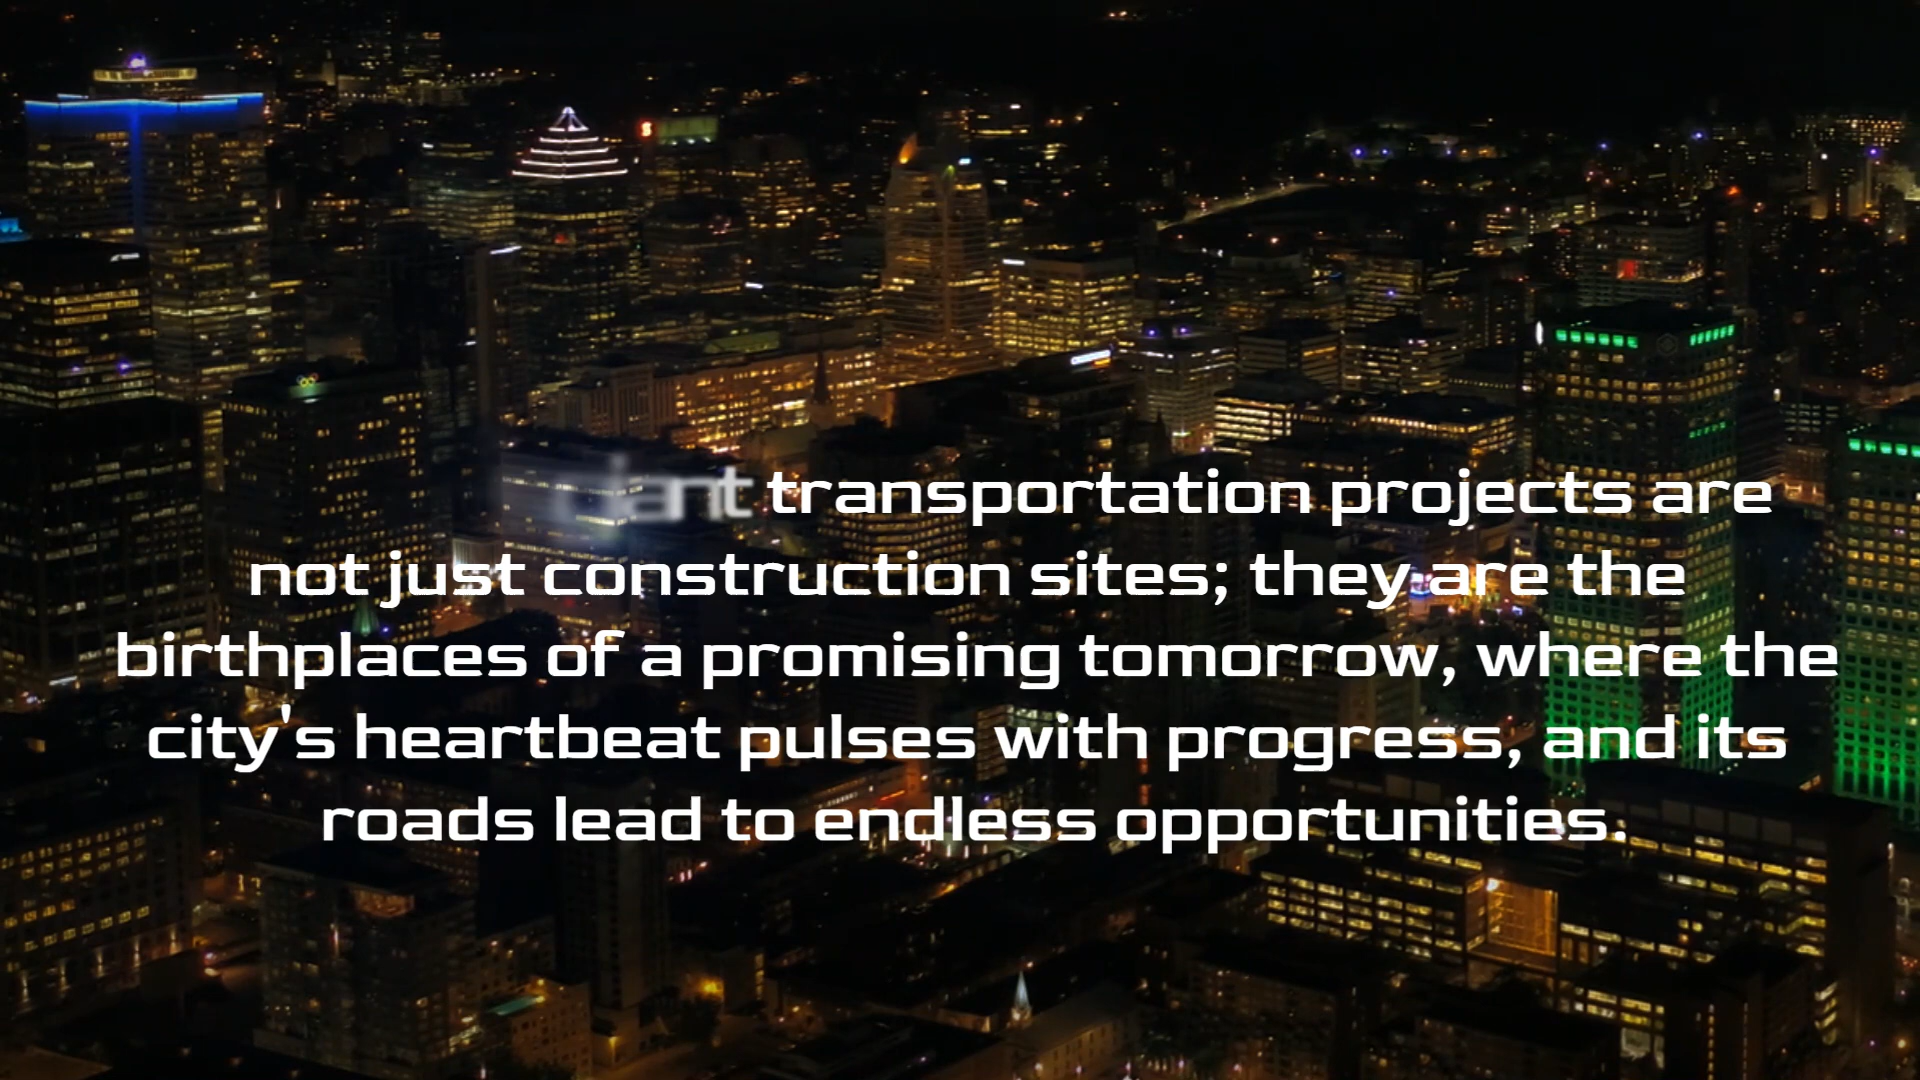 giant transportation projects are
not just construction sites; they are the
birthplaces of a promising tomorrow, where the
city's heartbeat pulses with progress, and its
roads lead to endless opportunities.